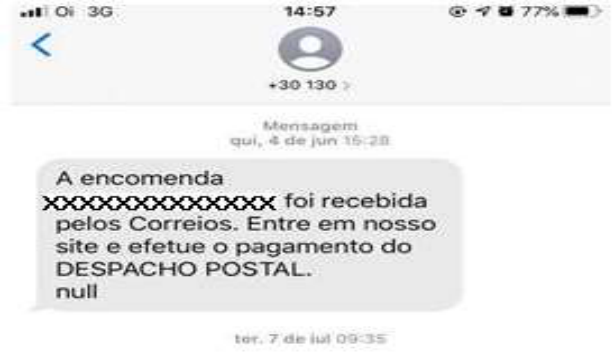 Oi 3G
14:57
77%
+30 130 >
Mensagem
qui, 4 de jun 15:28
A encomenda
XXXXXXXXXXXXXX foi recebida
pelos Correios. Entre em nosso
site e efetue o pagamento do
DESPACHO POSTAL.
null
ter, 7 de jul 09:35